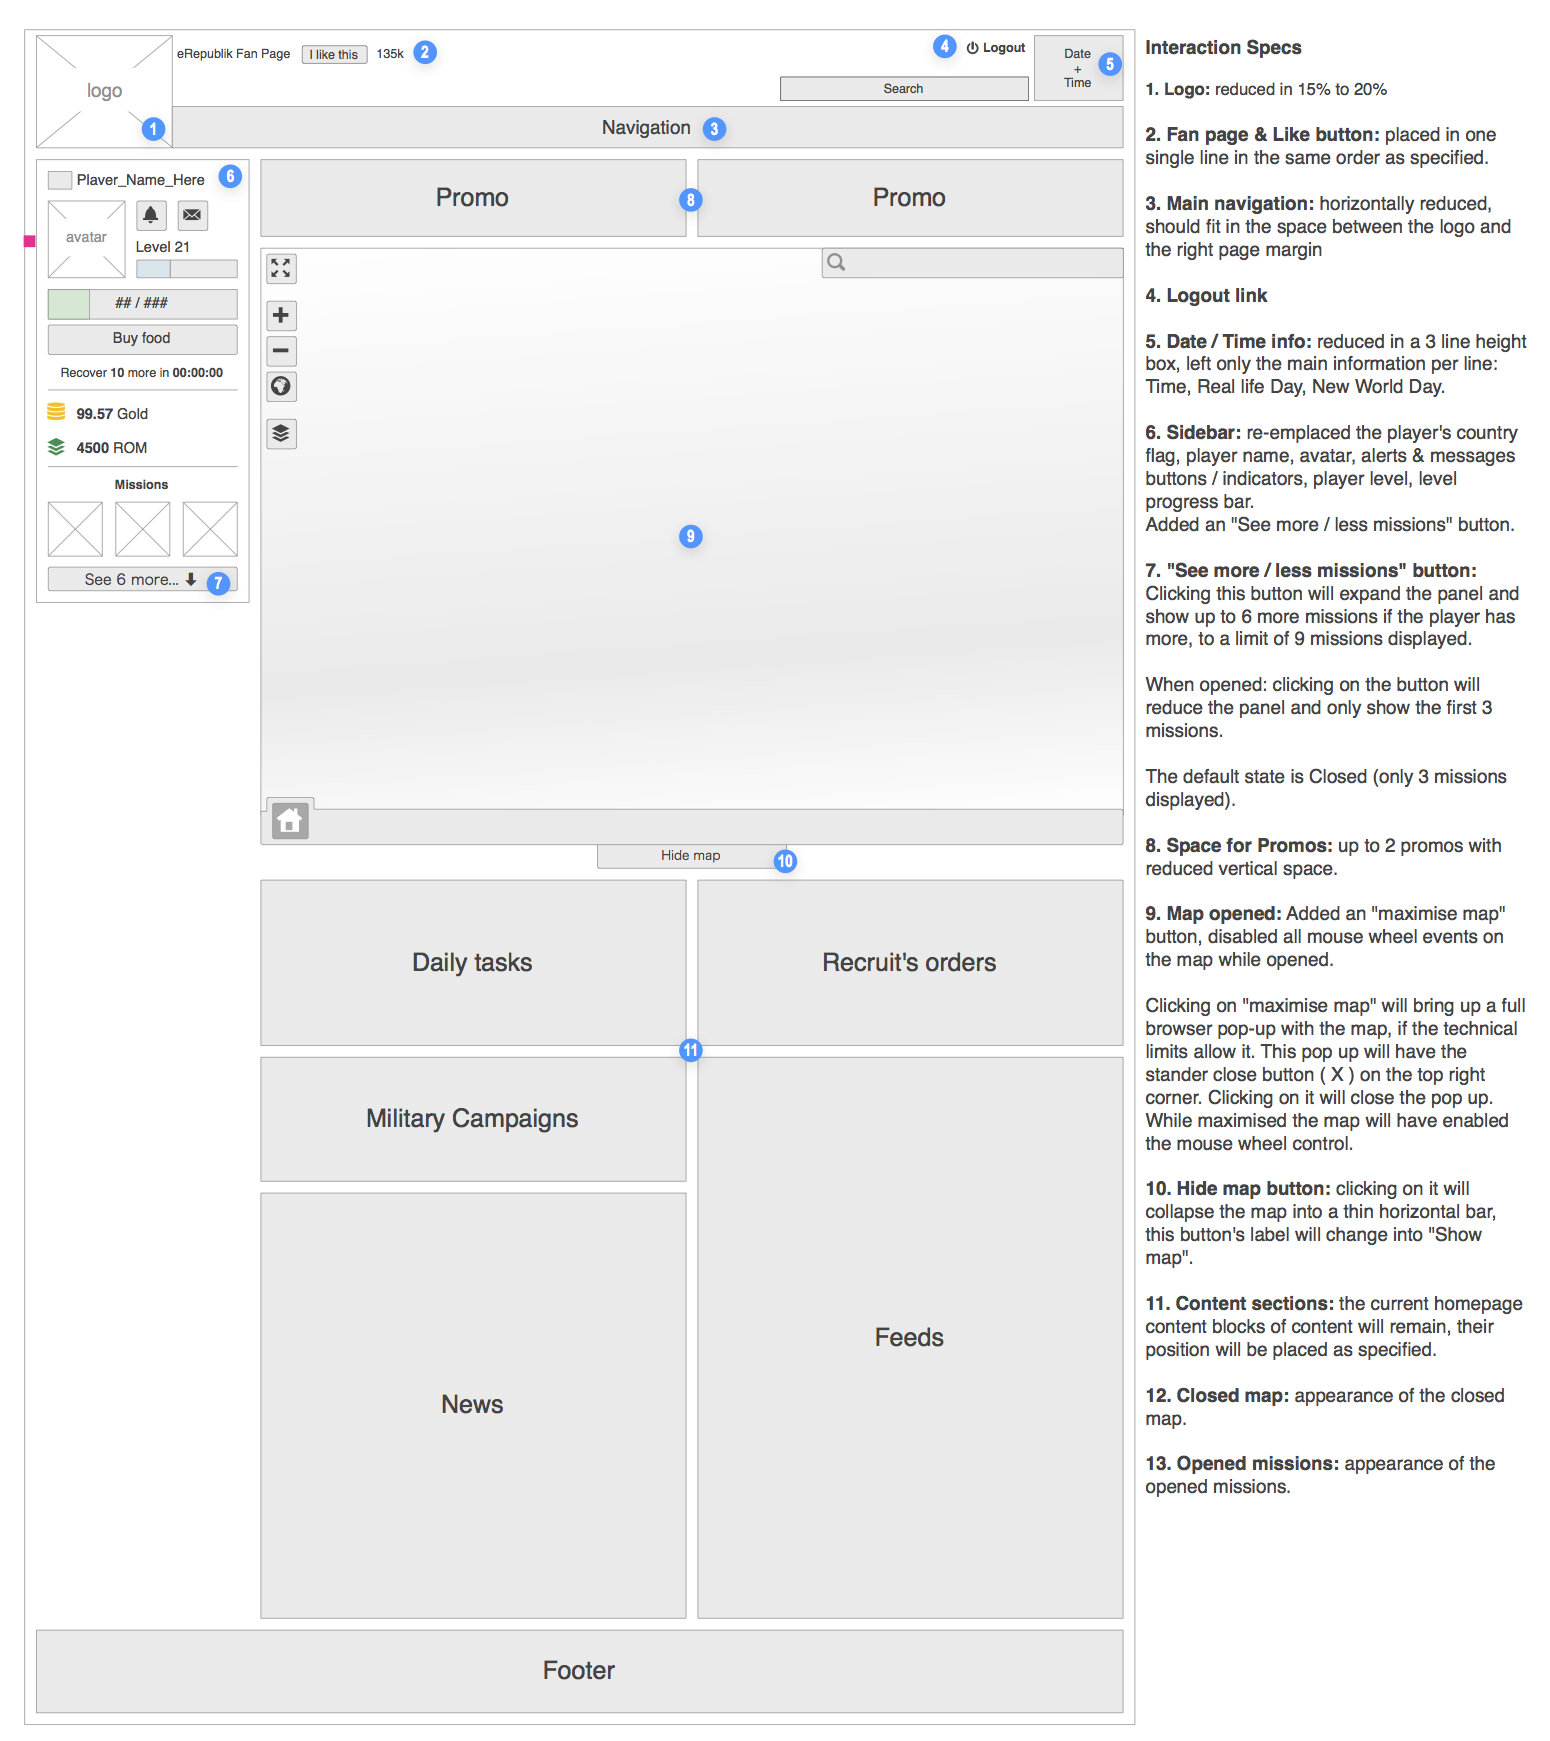 eRepublik Fan Page
I like this
135k
2
4
Logout
Date
+
Time
5
logo
1
Search
Navigation
3
Plaver_Name_Here
6
avatar
Level 21
## / ###
Buy food
Recover 10 more in 00:00:00
99.57 Gold
4500 ROM
Missions
See 6 more...
7
Promo
8
Promo
9
Hide map
10
Daily tasks
Recruit's orders
11
Military Campaigns
Feeds
News
Footer
Interaction Specs
1. Logo: reduced in 15% to 20%
2. Fan page & Like button: placed in one
single line in the same order as specified.
3. Main navigation: horizontally reduced,
should fit in the space between the logo and
the right page margin
4. Logout link
5. Date / Time info: reduced in a 3 line height
box, left only the main information per line:
Time, Real life Day, New World Day.
6. Sidebar: re-emplaced the player's country
flag, player name, avatar, alerts & messages
buttons / indicators, player level, level
progress bar.
Added an "See more / less missions" button.
7. "See more / less missions" button:
Clicking this button will expand the panel and
show up to 6 more missions if the player has
more, to a limit of 9 missions displayed.
When opened: clicking on the button will
reduce the panel and only show the first 3
missions.
The default state is Closed (only 3 missions
displayed).
8. Space for Promos: up to 2 promos with
reduced vertical space.
9. Map opened: Added an "maximise map"
button, disabled all mouse wheel events on
the map while opened.
Clicking on "maximise map" will bring up a full
browser pop-up with the map, if the technical
limits allow it. This pop up will have the
stander close button ( X ) on the top right
corner. Clicking on it will close the pop up.
While maximised the map will have enabled
the mouse wheel control.
10. Hide map button: clicking on it will
collapse the map into a thin horizontal bar,
this button's label will change into "Show
map".
11. Content sections: the current homepage
content blocks of content will remain, their
position will be placed as specified.
12. Closed map: appearance of the closed
map.
13. Opened missions: appearance of the
opened missions.